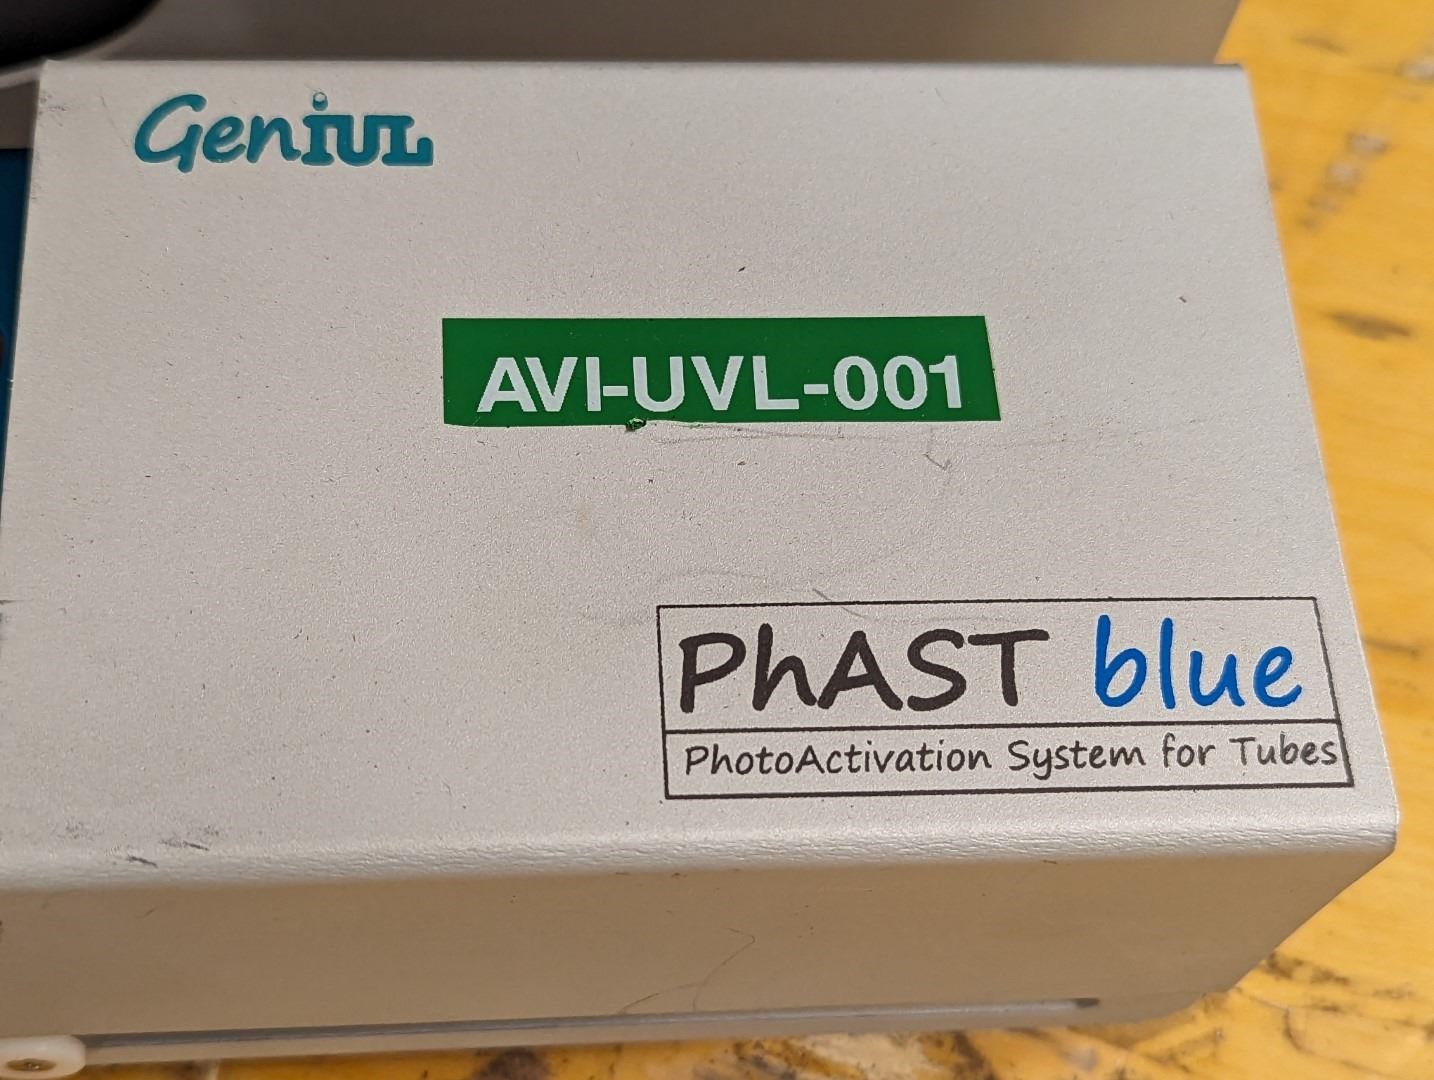 GenIUL
AVI-UVL-001
PhAST blue
PhotoActivation System for Tubes